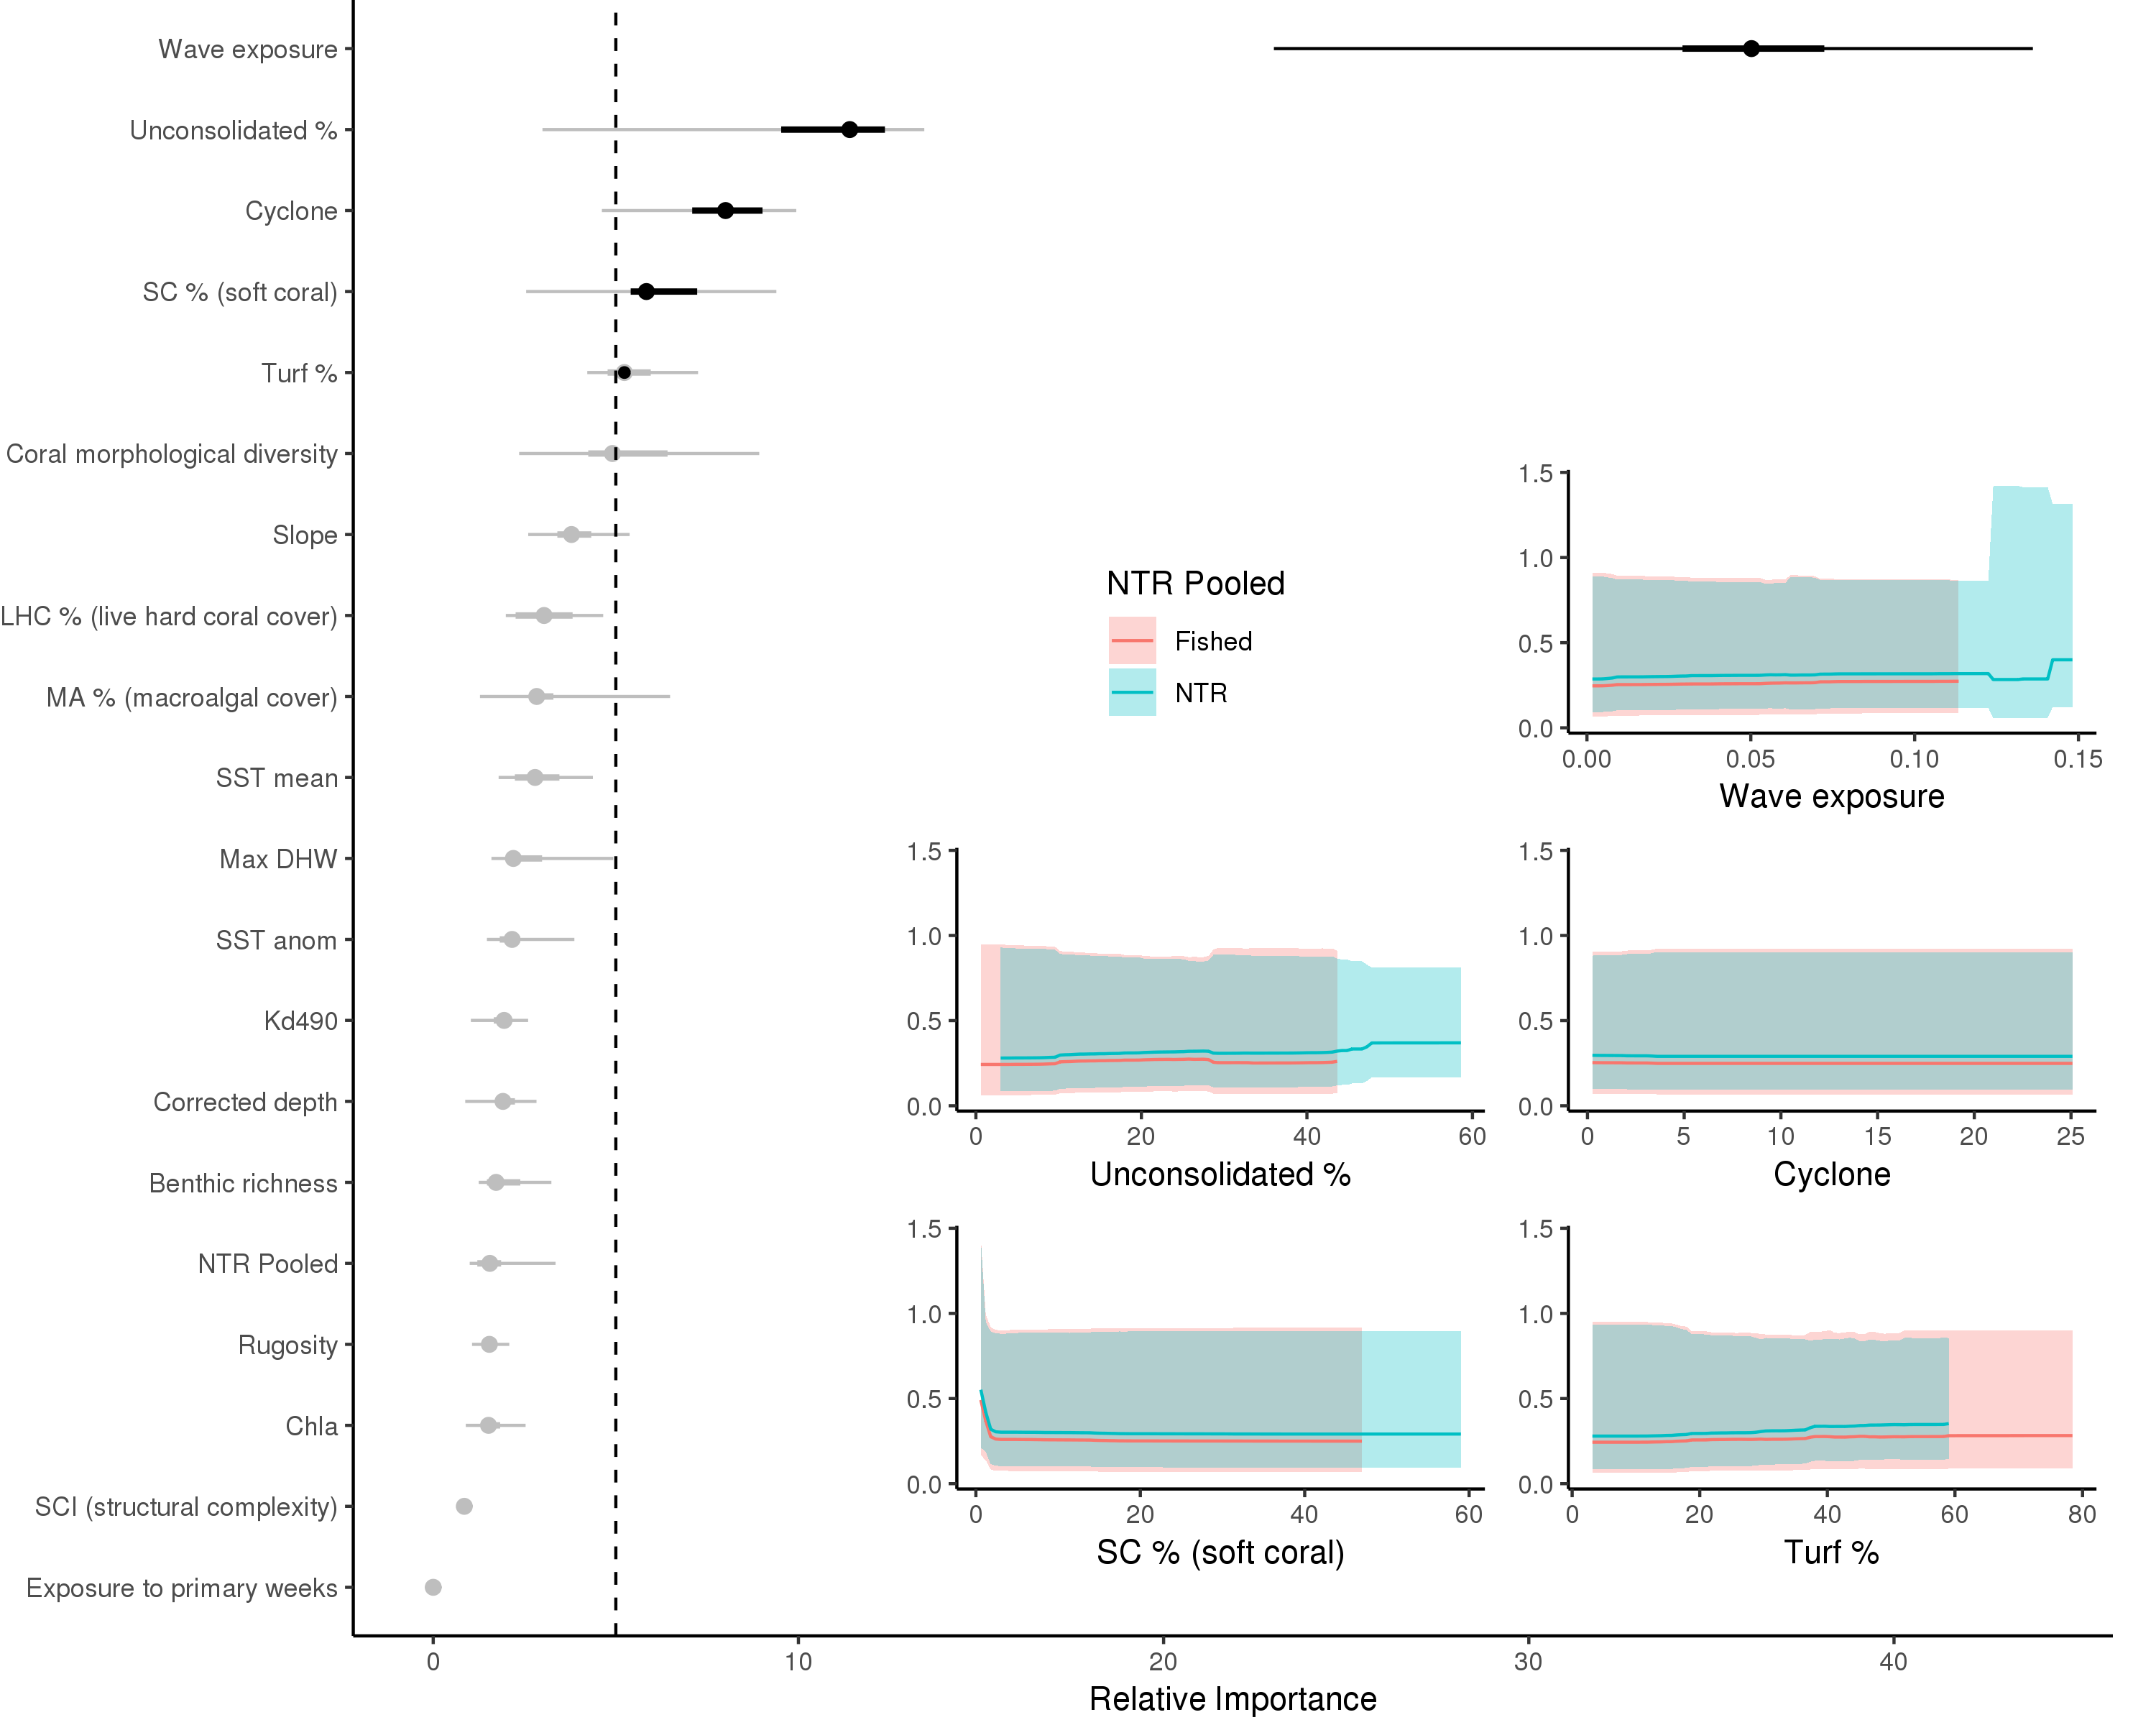 Wave exposure
Unconsolidated %
Cyclone
SC % (soft coral)
Turf %
Coral morphological diversity
Slope
LHC % (live hard coral cover)
MA % (macroalgal cover)
SST mean
Max DHW
SST anom
Kd490
Corrected depth
Benthic richness
NTR Pooled
Rugosity
Chla
SCI (structural complexity)
Exposure to primary weeks
0 10 20 30 40
Relative Importance
NTR Pooled
Fished
NTR
1.5
1.0
0.5
0.0
0.00 0.05 0.10 0.15
Wave exposure
1.5
1.0
0.5
0.0
0 20 40 60
Unconsolidated %
1.5
1.0
0.5
0.0
0 5 10 15 20 25
Cyclone
1.5
1.0
0.5
0.0
0 20 40 60
SC % (soft coral)
1.5
1.0
0.5
0.0
0 20 40 60 80
Turf %